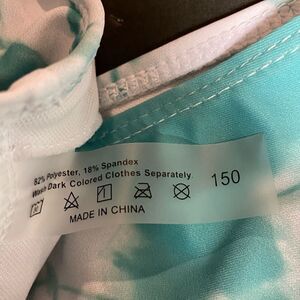 82% Polyester, 18% Spandex
Wash Dark Colored Clothes Separately.
150
MADE IN CHINA